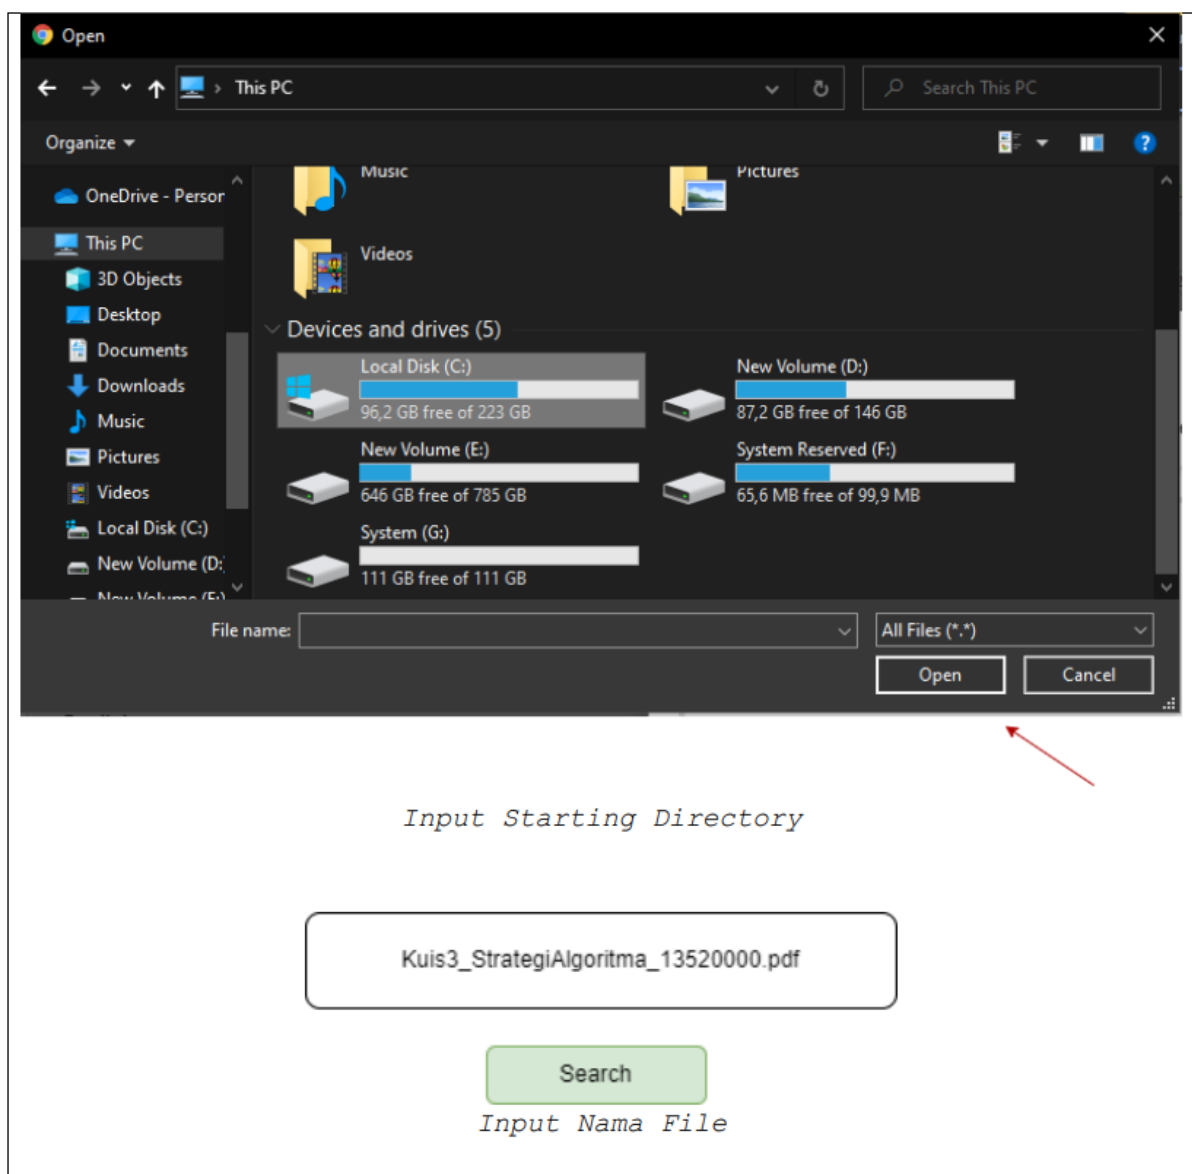 Open
This PC
Search This PC
Organize
OneDrive - Person
This PC
3D Objects
Desktop
Documents
Downloads
Music
Pictures
Videos
Local Disk (C:)
New Volume (D:
New Volume (E:)
Music
Pictures
Videos
Devices and drives (5)
Local Disk (C:)
96,2 GB free of 223 GB
New Volume (D:)
87,2 GB free of 146 GB
New Volume (E:)
646 GB free of 785 GB
System Reserved (F:)
65,6 MB free of 99,9 MB
System (G:)
111 GB free of 111 GB
File name:
All Files (*.*)
Open
Cancel
Input Starting Directory
Kuis3_StrategiAlgoritma_13520000.pdf
Search
Input Nama File